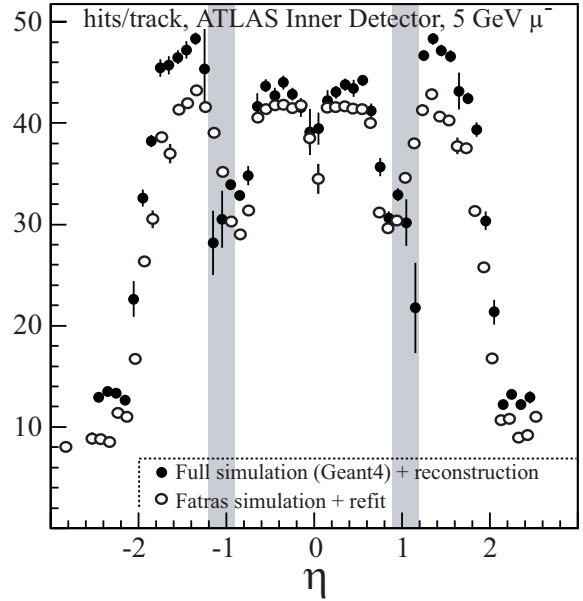 hits/track, ATLAS Inner Detector, 5 GeV μ⁻
50
40
30
20
10
● Full simulation (Geant4) + reconstruction
○ Fatras simulation + refit
-2 -1 0 1 2
η